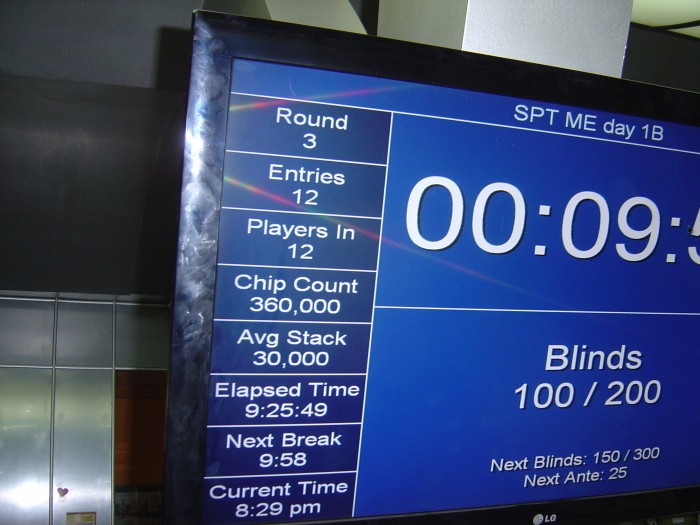 SPT ME day 1B
Round
3
Entries
12
Players In
12
Chip Count
360,000
Avg Stack
30,000
Elapsed Time
9:25:49
Next Break
9:58
Current Time
8:29 pm
00:09:
Blinds
100 / 200
Next Blinds: 150 / 300
Next Ante: 25
LG